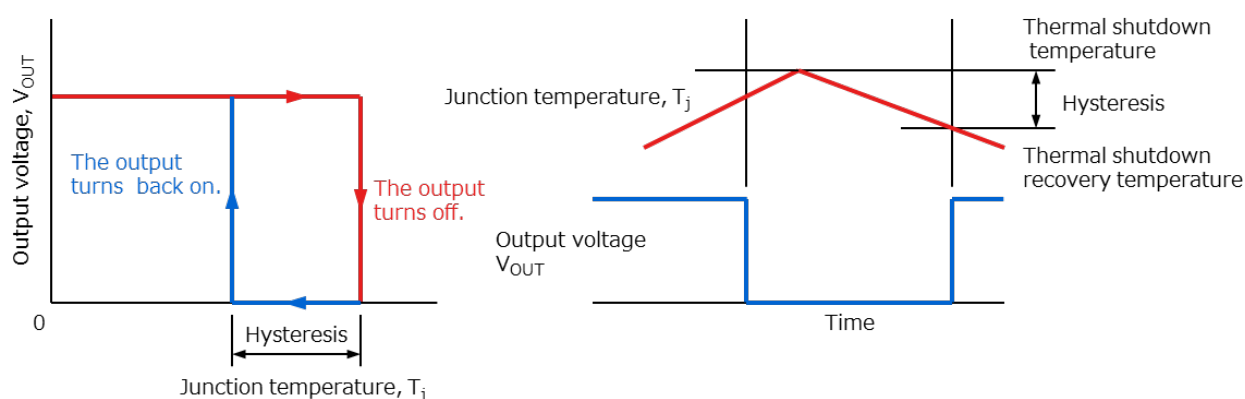 Output voltage, VOUT
The output
turns back on.
The output
turns off.
0
Hysteresis
Junction temperature, Tj
Thermal shutdown
temperature
Junction temperature, Tj
Hysteresis
Thermal shutdown
recovery temperature
Output voltage
VOUT
Time